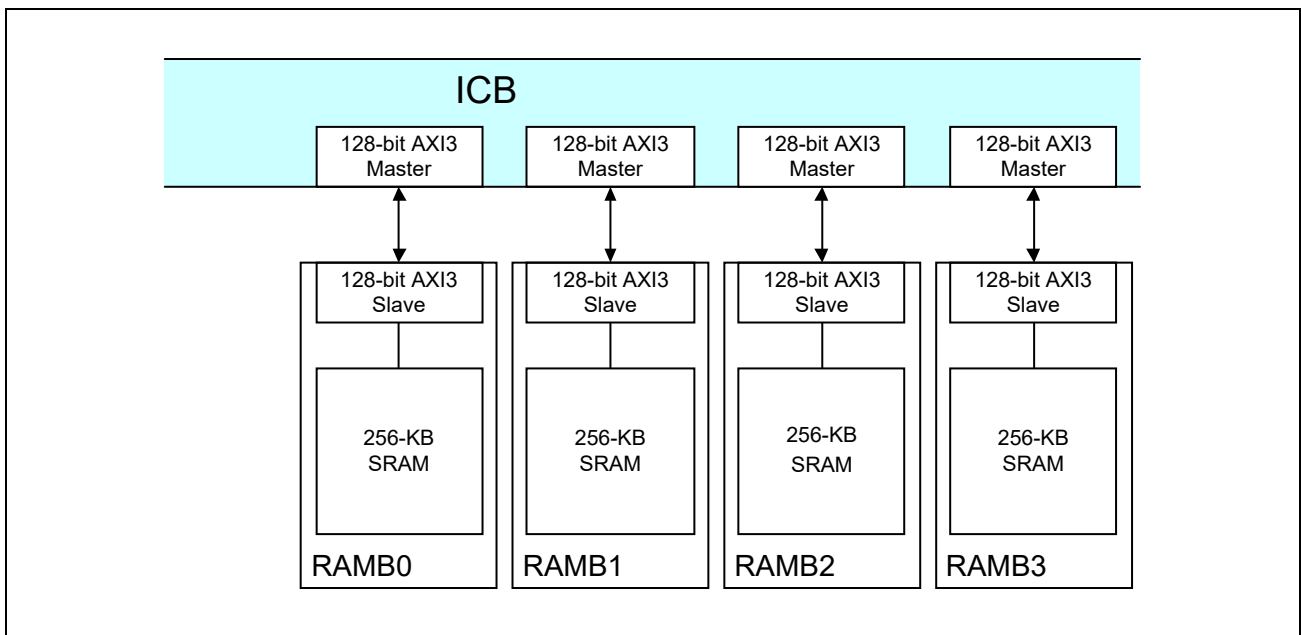 ICB
128-bit AXI3
Master
128-bit AXI3
Master
128-bit AXI3
Master
128-bit AXI3
Master
128-bit AXI3
Slave
128-bit AXI3
Slave
128-bit AXI3
Slave
128-bit AXI3
Slave
256-KB
SRAM
256-KB
SRAM
256-KB
SRAM
256-KB
SRAM
RAMB0
RAMB1
RAMB2
RAMB3